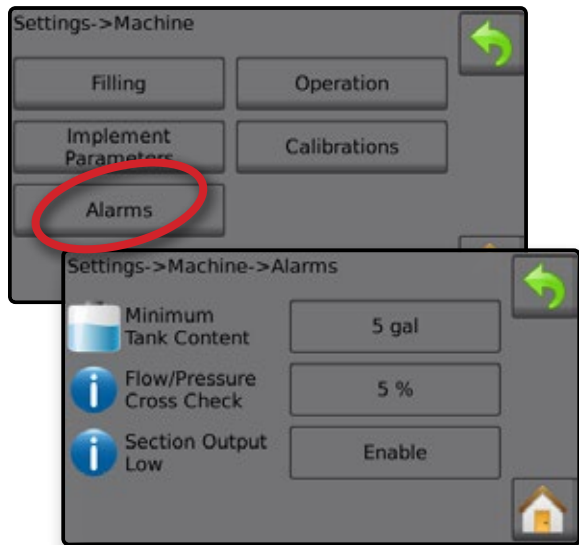 Settings->Machine
Filling
Operation
Implement
Parameters
Calibrations
Alarms
Settings->Machine->Alarms
Minimum
Tank Content
5 gal
Flow/Pressure
Cross Check
5 %
Section Output
Low
Enable